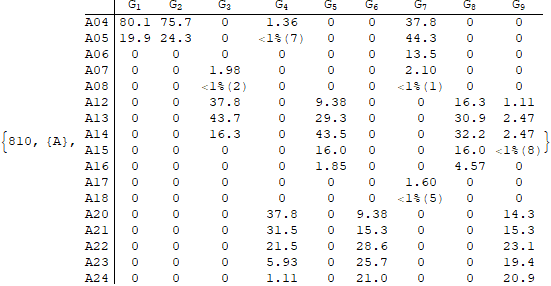 G1 G2 G3 G4 G5 G6 G7 G8 G9
A04 80.1 75.7 0 1.36 0 0 37.8 0 0
A05 19.9 24.3 0 <1%(7) 0 0 44.3 0 0
A06 0 0 0 0 0 0 13.5 0 0
A07 0 0 1.98 0 0 0 2.10 0 0
A08 0 0 <1%(2) 0 0 0 <1%(1) 0 0
A12 0 0 37.8 0 9.38 0 0 16.3 1.11
A13 0 0 43.7 0 29.3 0 0 30.9 2.47
{810, {A}, A14 0 0 16.3 0 43.5 0 0 32.2 2.47 }
A15 0 0 0 0 16.0 0 0 16.0 <1%(8)
A16 0 0 0 0 1.85 0 0 4.57 0
A17 0 0 0 0 0 0 1.60 0 0
A18 0 0 0 0 0 0 <1%(5) 0 0
A20 0 0 0 37.8 0 9.38 0 0 14.3
A21 0 0 0 31.5 0 15.3 0 0 15.3
A22 0 0 0 21.5 0 28.6 0 0 23.1
A23 0 0 0 5.93 0 25.7 0 0 19.4
A24 0 0 0 1.11 0 21.0 0 0 20.9